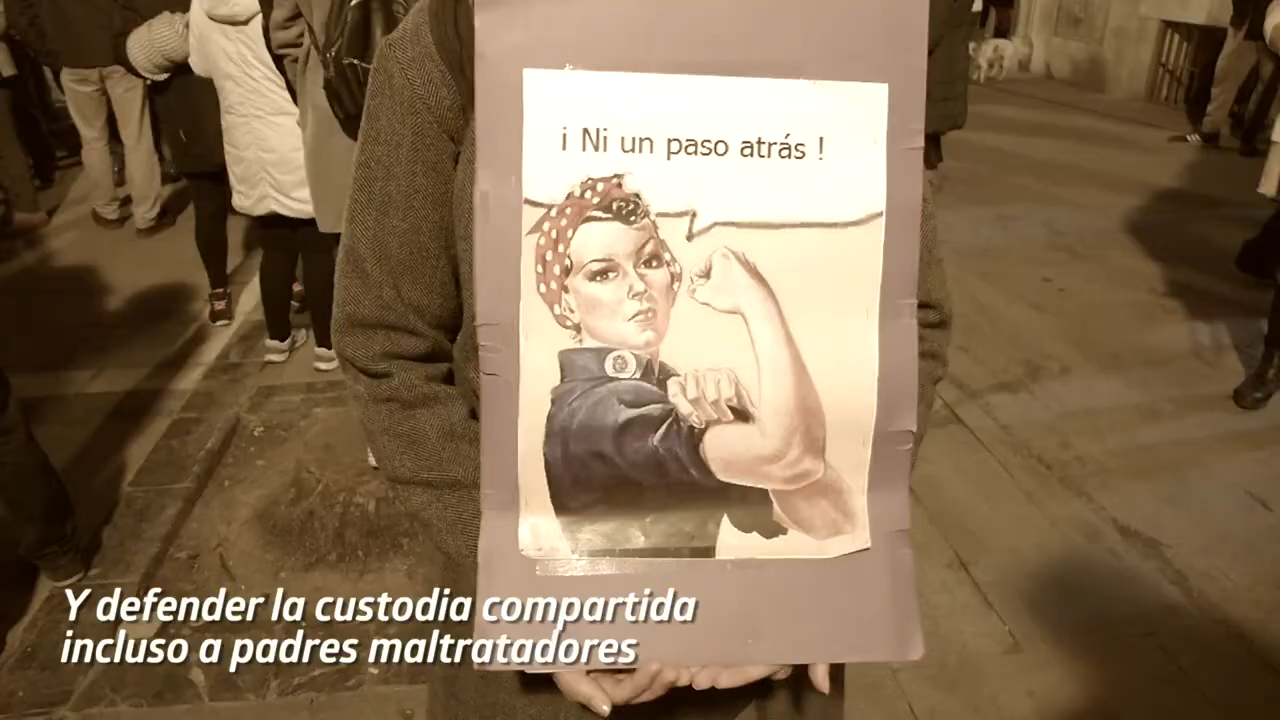 ¡ Ni un paso atrás !
Y defender la custodia compartida
incluso a padres maltratadores